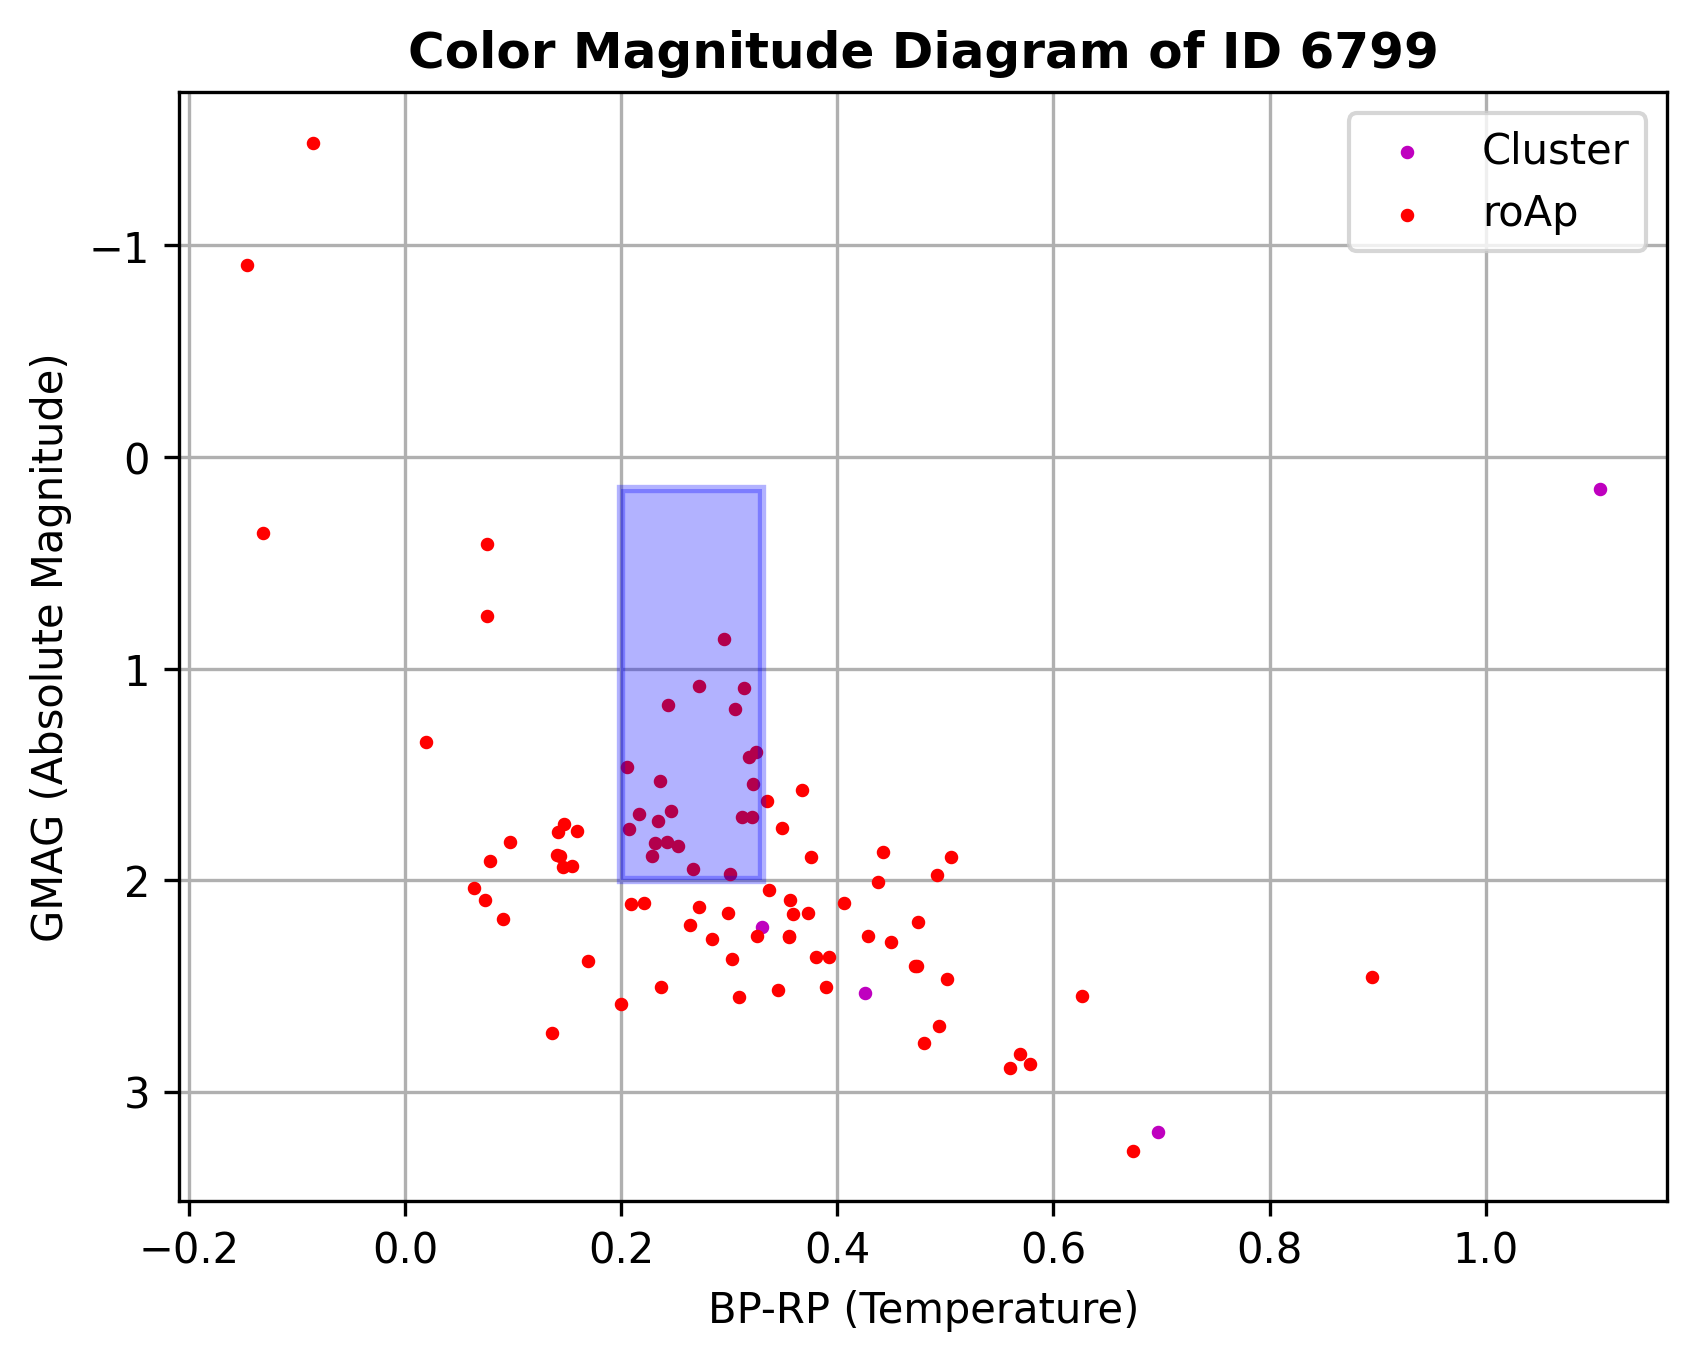 Color Magnitude Diagram of ID 6799
Cluster
roAp
GMAG (Absolute Magnitude)
−1
0
1
2
3
−0.2 0.0 0.2 0.4 0.6 0.8 1.0
BP-RP (Temperature)